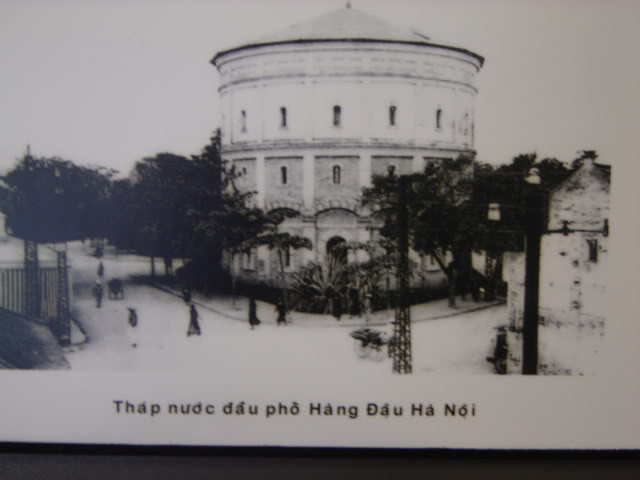 Tháp nước đầu phố Hàng Đậu Hà Nội